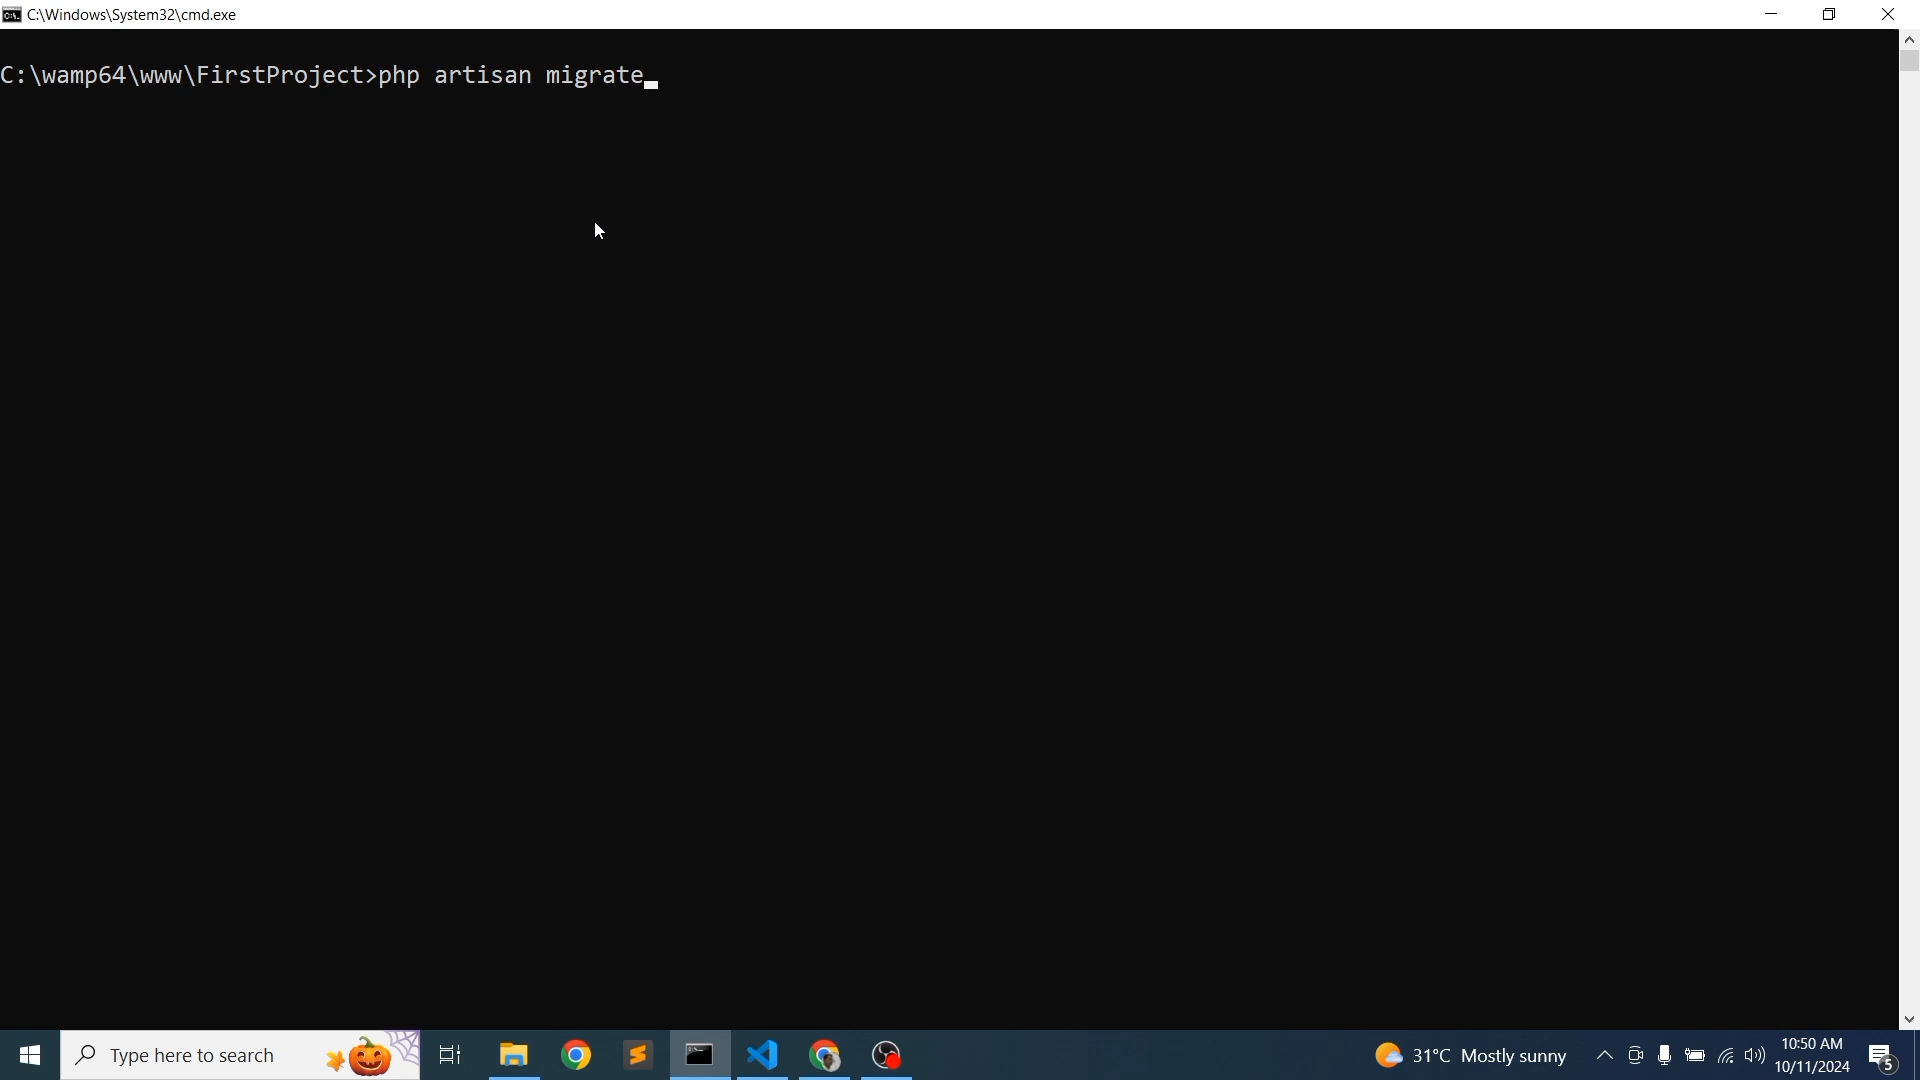 C:\Windows\System32\cmd.exe
C:\wamp64\www\FirstProject>php artisan migrate
Type here to search
31°C Mostly sunny
10:50 AM
10/11/2024
5